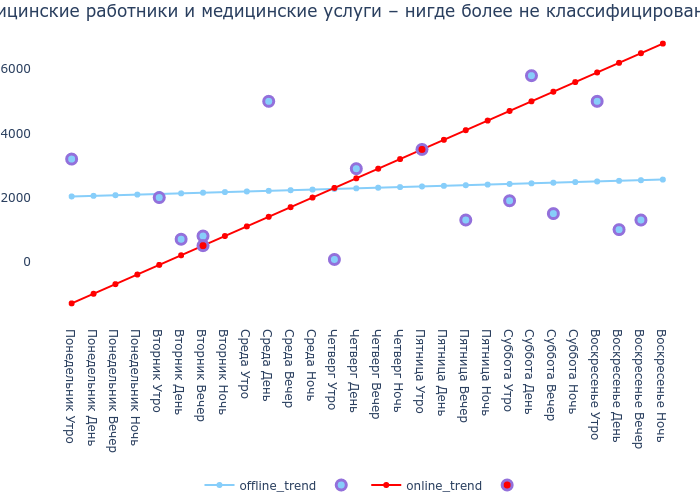 ицинские работники и медицинские услуги – нигде более не классифицирован
6000
4000
2000
0
Понедельник Утро
Понедельник День
Понедельник Вечер
Понедельник Ночь
Вторник Утро
Вторник День
Вторник Вечер
Вторник Ночь
Среда Утро
Среда День
Среда Вечер
Среда Ночь
Четверг Утро
Четверг День
Четверг Вечер
Четверг Ночь
Пятница Утро
Пятница День
Пятница Вечер
Пятница Ночь
Суббота Утро
Суббота День
Суббота Вечер
Суббота Ночь
Воскресенье Утро
Воскресенье День
Воскресенье Вечер
Воскресенье Ночь
offline_trend online_trend